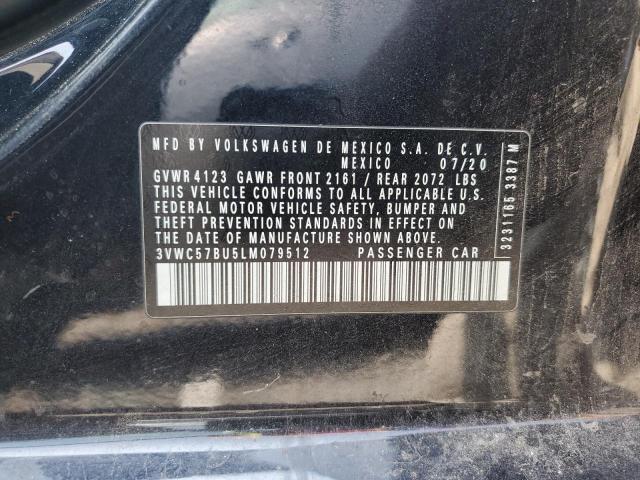 MFD BY VOLKSWAGEN DE MEXICO S.A. DE C.V.
MEXICO 07/20
GVWR 4123 GAWR FRONT 2161 / REAR 2072 LBS
THIS VEHICLE CONFORMS TO ALL APPLICABLE U.S.
FEDERAL MOTOR VEHICLE SAFETY, BUMPER AND
THEFT PREVENTION STANDARDS IN EFFECT ON
THE DATE OF MANUFACTURE SHOWN ABOVE.
3VWC57BU5LM079512 PASSENGER CAR
3231165 3387 M